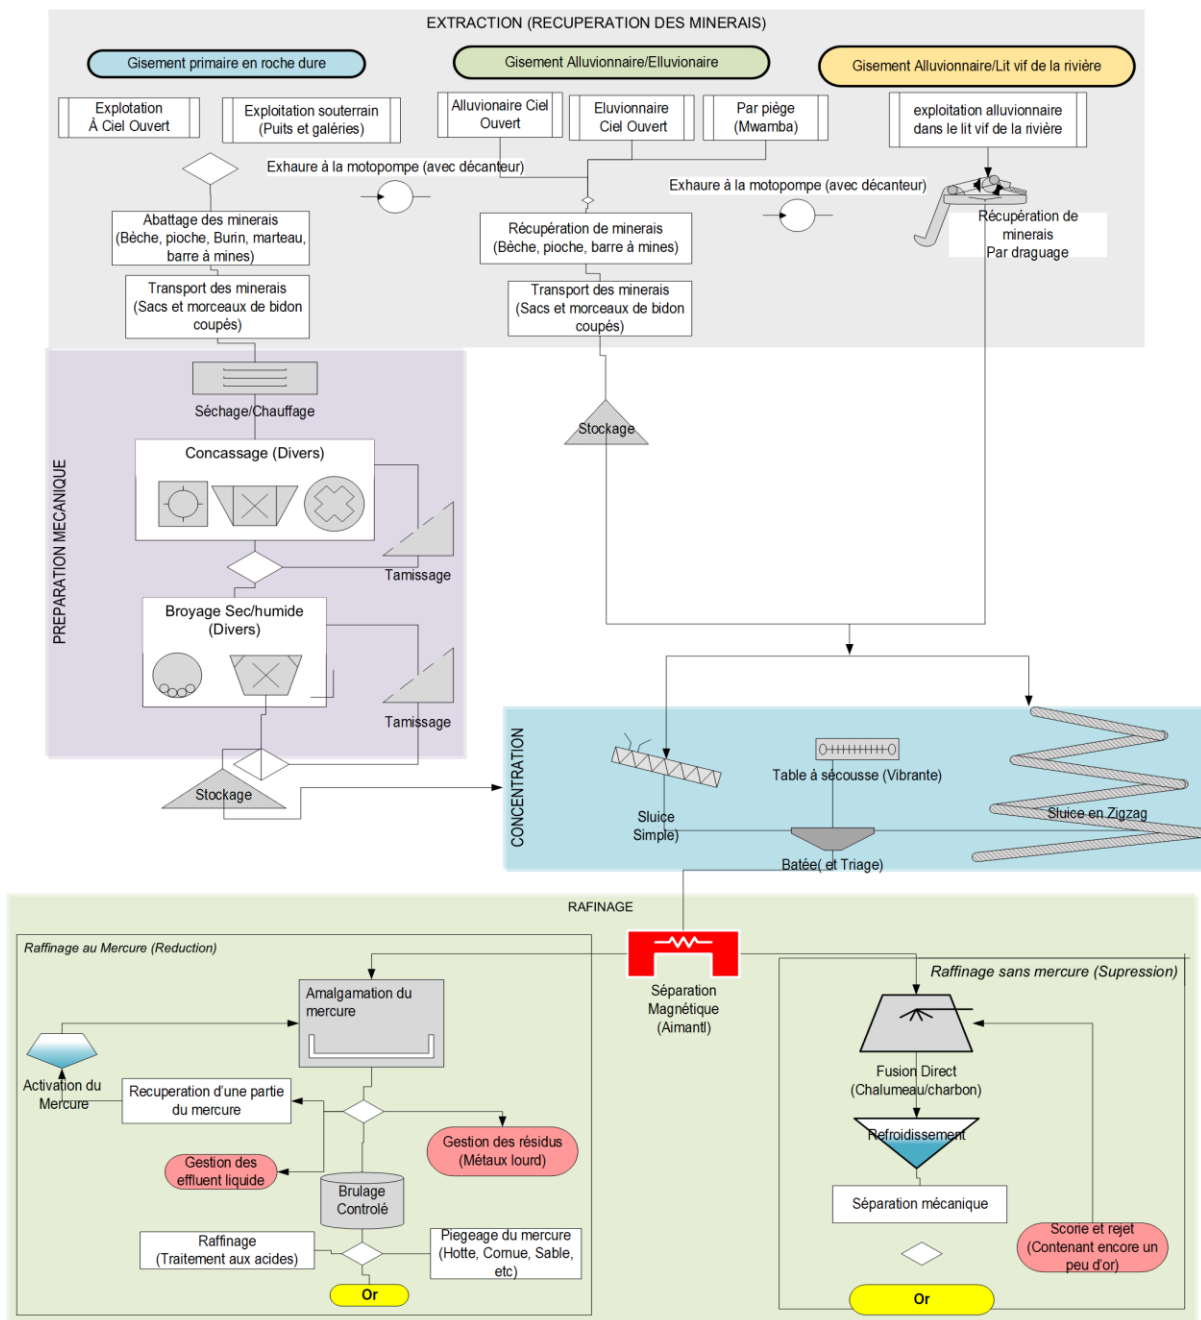 EXTRACTION (RECUPERATION DES MINERAIS)
Gisement primaire en roche dure
Gisement Alluvionnaire/Elluvionaire
Gisement Alluvionnaire/Lit vif de la rivière
Explotation
À Ciel Ouvert
Exploitation souterrain
(Puits et galéries)
Alluvionaire Ciel
Ouvert
Eluvionnaire
Ciel Ouvert
Par piège
(Mwamba)
exploitation alluvionnaire
dans le lit vif de la rivière
Exhaure à la motopompe (avec décanteur)
Exhaure à la motopompe (avec décanteur)
Abattage des minerais
(Bèche, pioche, Burin, marteau,
barre à mines)
Récupération de minerais
(Bèche, pioche, barre à mines)
Récupération de
minerais
Par draguage
Transport des minerais
(Sacs et morceaux de bidon
coupés)
Transport des minerais
(Sacs et morceaux de bidon
coupés)
PREPARATION MECANIQUE
Séchage/Chauffage
Stockage
Concassage (Divers)
Tamissage
Broyage Sec/humide
(Divers)
Tamissage
Stockage
CONCENTRATION
Table à sécousse (Vibrante)
Sluice
Simple)
Sluice en Zigzag
Batée( et Triage)
RAFINAGE
Raffinage au Mercure (Reduction)
Séparation
Magnétique
(Aimantl)
Raffinage sans mercure (Supression)
Amalgamation du
mercure
Activation du
Mercure
Recuperation d'une partie
du mercure
Gestion des résidus
(Métaux lourd)
Gestion des
effluent liquide
Brulage
Controlé
Raffinage
(Traitement aux acides)
Piegeage du mercure
(Hotte, Cornue, Sable,
etc)
Or
Fusion Direct
(Chalumeau/charbon)
Refroidissement
Séparation mécanique
Scorie et rejet
(Contenant encore un
peu d'or)
Or